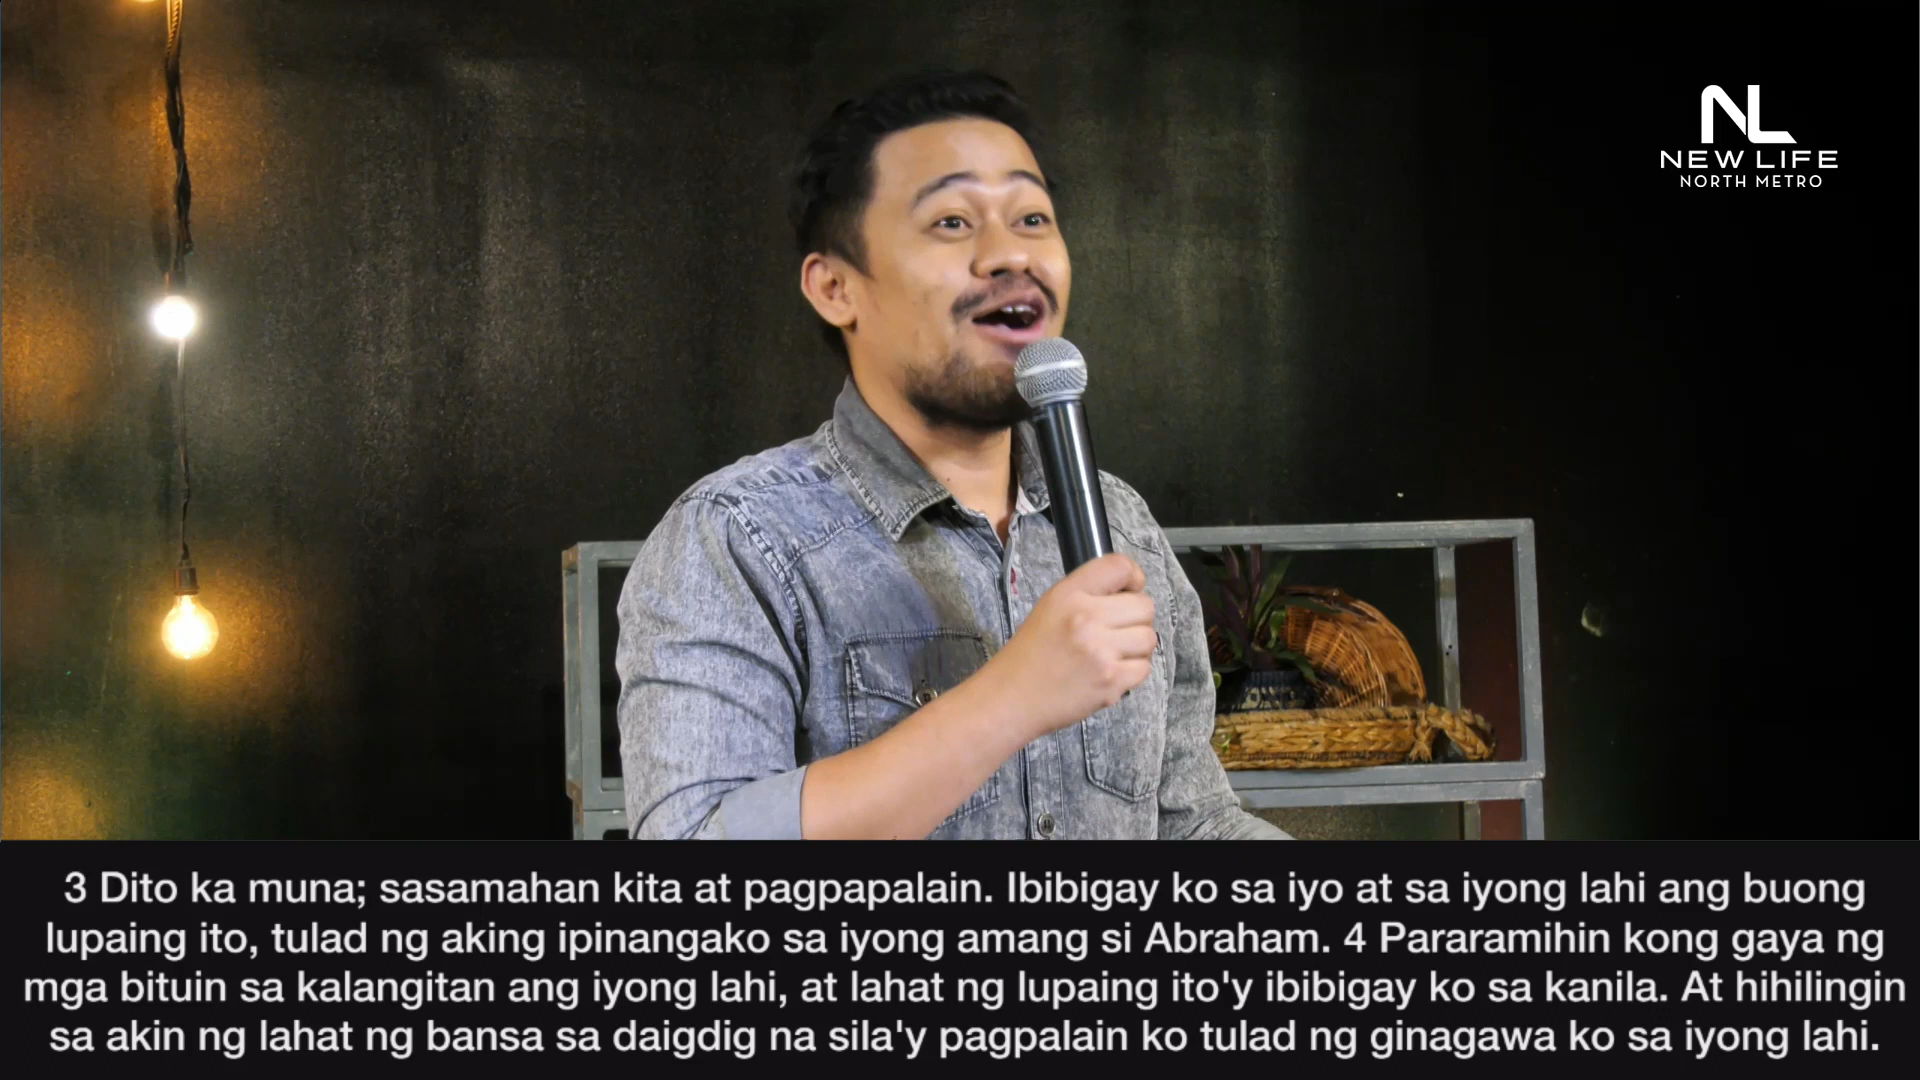 NL
NEW LIFE
NORTH METRO
3 Dito ka muna; sasamahan kita at pagpapalain. Ibibigay ko sa iyo at sa iyong lahi ang buong
lupaing ito, tulad ng aking ipinangako sa iyong amang si Abraham. 4 Pararamihin kong gaya ng
mga bituin sa kalangitan ang iyong lahi, at lahat ng lupaing ito'y ibibigay ko sa kanila. At hihilingin
sa akin ng lahat ng bansa sa daigdig na sila'y pagpalain ko tulad ng ginagawa ko sa iyong lahi.